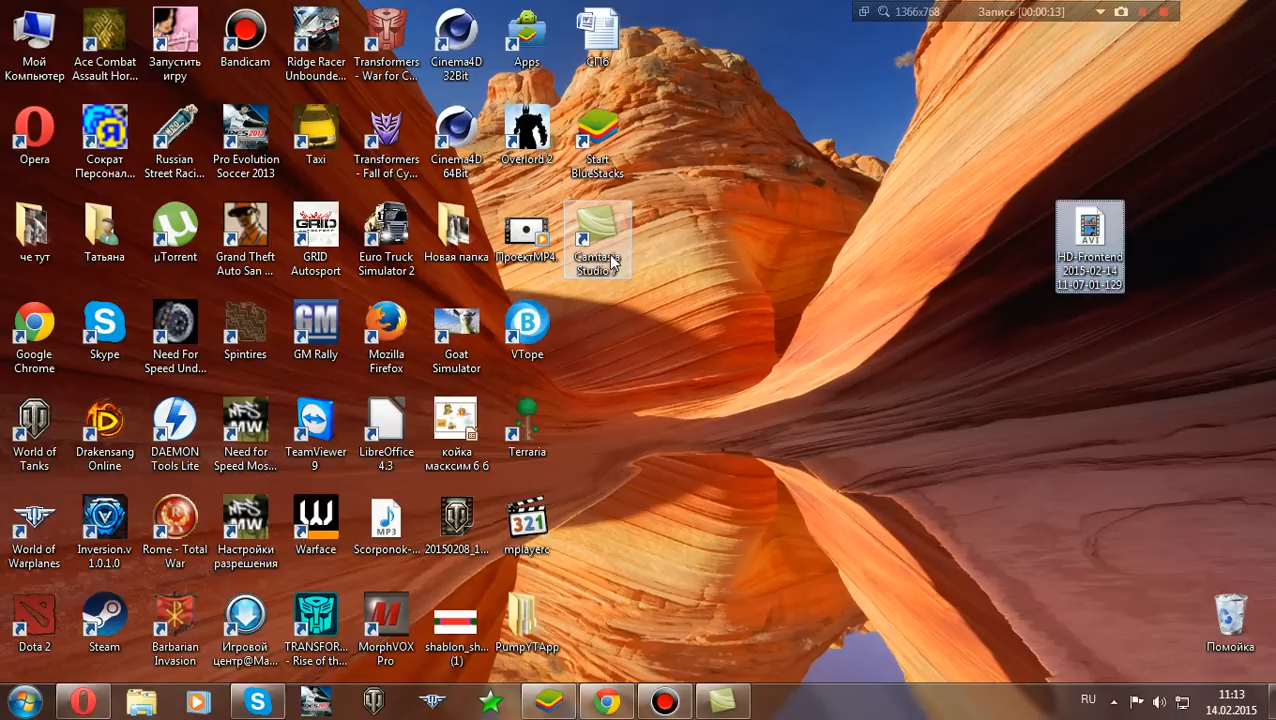 1366x768
Запись [00:00:13]
Мой
Компьютер
Ace Combat
Assault Hor...
Запустить
игру
Bandicam
Ridge Racer
Unbounde...
Transformers
- War for C...
Cinema4D
32Bit
Apps
СПб
Opera
Сократ
Персонал...
Russian
Street Raci...
Pro Evolution
Soccer 2013
Taxi
Transformers
- Fall of Cy...
Cinema4D
64Bit
Overlord 2
Start
BlueStacks
че тут
Татьяна
µTorrent
Grand Theft
Auto San ...
GRID
Autosport
Euro Truck
Simulator 2
Новая папка
ПроектMP4
Camtasia
Studio 7
AVI
HD-Frontend
2015-02-14
11-07-01-129
Google
Chrome
Skype
Need For
Speed Und...
Spintires
GM Rally
Mozilla
Firefox
Goat
Simulator
VTope
World of
Tanks
Drakensang
Online
DAEMON
Tools Lite
Need for
Speed Mos...
TeamViewer
9
LibreOffice
4.3
койка
масксим 6 б
Terraria
World of
Warplanes
Inversion.v
1.0.1.0
Rome - Total
War
Настройки
разрешения
Warface
MP3
Scorponok-...
20150208_1...
321
mplayerc
Dota 2
Steam
Barbarian
Invasion
Игровой
центр@Ma...
TRANSFOR...
- Rise of th...
MorphVOX
Pro
shablon_sh...
(1)
PumpYTApp
Помойка
RU
11:13
14.02.2015